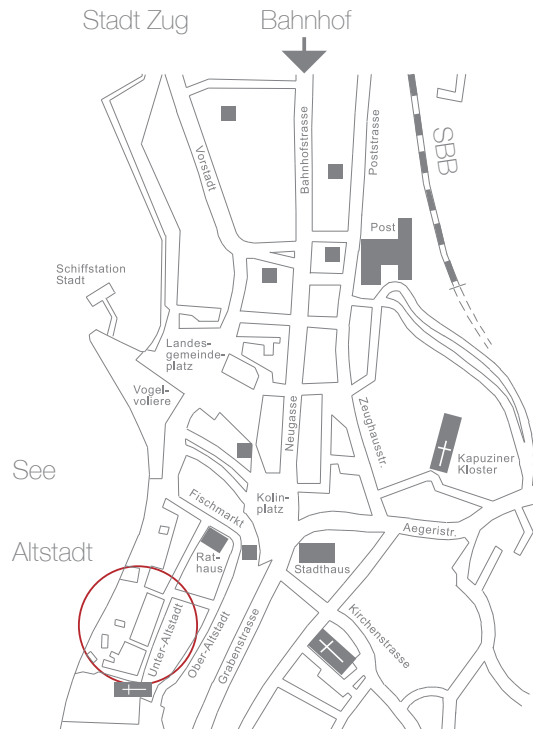 Stadt Zug
Bahnhof
SBB
Vorstadt
Bahnhofstrasse
Poststrasse
Post
Schiffstation
Stadt
Landes-
gemeinde-
platz
Vogel-
voliere
Neugasse
Zeughausstr.
Kapuziner
Kloster
See
Fischmarkt
Kolin-
platz
Aegeristr.
Altstadt
Rat-
haus
Stadthaus
Unter-Altstadt
Ober-Altstadt
Grabenstrasse
Kirchenstrasse